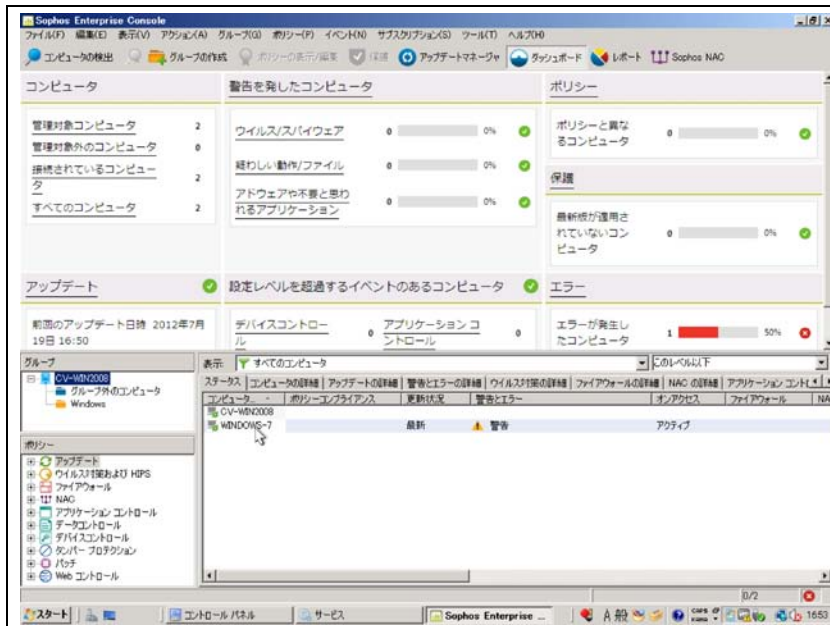 Sophos Enterprise Console
ファイル(F) 編集(E) 表示(V) アクション(A) グループ(G) ポリシー(P) イベント(N) サブスクリプション(S) ツール(T) ヘルプ(H)
コンピュータの検出 グループの作成 ポリシーの表示/編集 保護 アップデートマネージャ ダッシュボード レポート Sophos NAC
コンピュータ 警告を発したコンピュータ ポリシー
管理対象コンピュータ 2
管理対象外のコンピュータ 0
接続されているコンピュー
タ 2
すべてのコンピュータ 2
ウイルス/スパイウェア 0 0%
疑わしい動作/ファイル 0 0%
アドウェアや不要と思わ
れるアプリケーション 0 0%
ポリシーと異な
るコンピュータ 0 0%
保護
最新版が適用さ
れていないコン
ピュータ 0 0%
アップデート 設定レベルを超過するイベントのあるコンピュータ エラー
前回のアップデート日時 2012年7月
19日 16:50
デバイスコントロー
ル 0
アプリケーション コ
ントロール 0
エラーが発生し
たコンピュータ 1 50%
グループ
CV-WIN2008
グループ外のコンピュータ
Windows
表示: すべてのコンピュータ このレベル以下
ステータス コンピュータの詳細 アップデートの詳細 警告とエラーの詳細 ウイルス対策の詳細 ファイアウォールの詳細 NAC の詳細 アプリケーション コント
コンピュータ... ポリシーコンプライアンス 更新状況 警告とエラー オンアクセス ファイアウォール NA
CV-WIN2008
WINDOWS-7 最新 警告 アクティブ
ポリシー
アップデート
ウイルス対策および HIPS
ファイアウォール
NAC
アプリケーション コントロール
データコントロール
デバイスコントロール
タンパー プロテクション
パッチ
Web コントロール
0/2
スタート コントロール パネル サービス Sophos Enterprise ... A 般 CAPS KANA 16:53